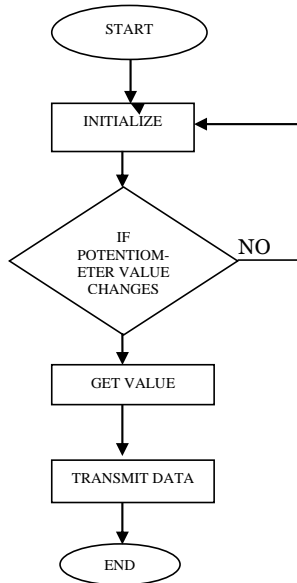 START
INITIALIZE
IF
POTENTIOM-
ETER VALUE
CHANGES
NO
GET VALUE
TRANSMIT DATA
END